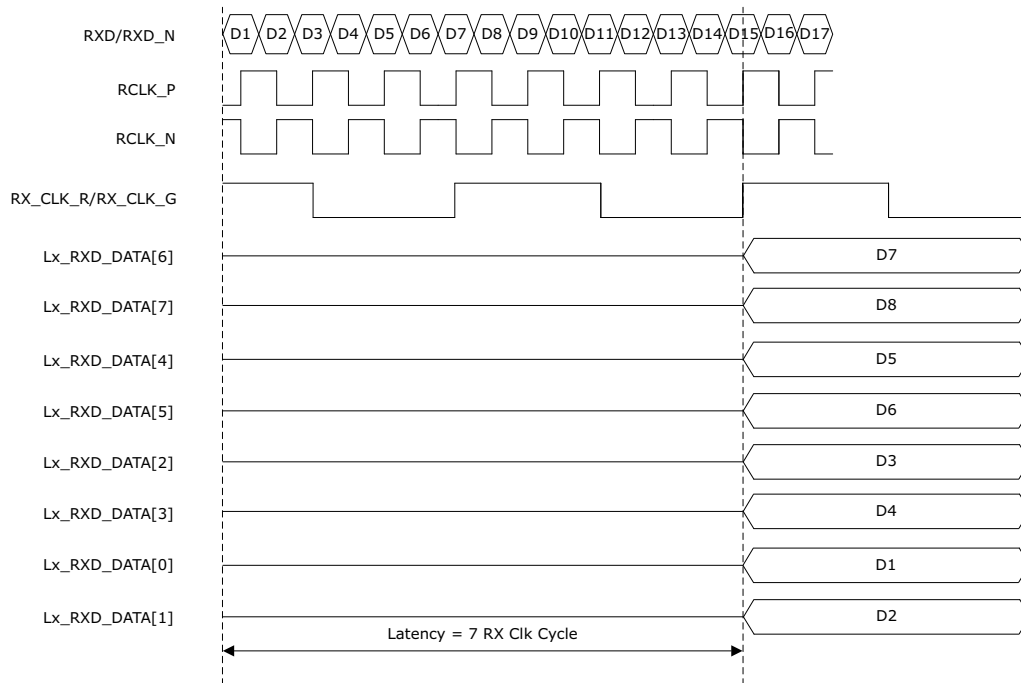 RXD/RXD_N D1 D2 D3 D4 D5 D6 D7 D8 D9 D10 D11 D12 D13 D14 D15 D16 D17
RCLK_P
RCLK_N
RX_CLK_R/RX_CLK_G
Lx_RXD_DATA[6] D7
Lx_RXD_DATA[7] D8
Lx_RXD_DATA[4] D5
Lx_RXD_DATA[5] D6
Lx_RXD_DATA[2] D3
Lx_RXD_DATA[3] D4
Lx_RXD_DATA[0] D1
Lx_RXD_DATA[1] D2
Latency = 7 RX Clk Cycle